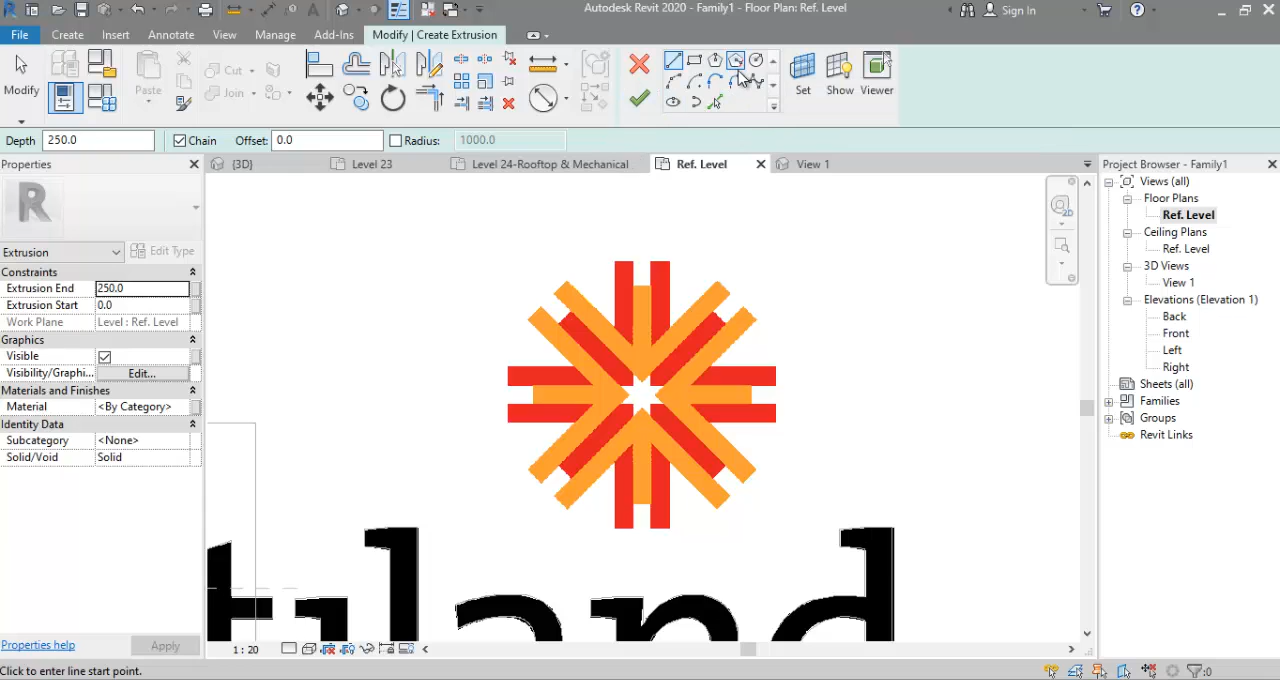 Autodesk Revit 2020 - Family1 - Floor Plan: Ref. Level
Sign In
File Create Insert Annotate View Manage Add-Ins Modify | Create Extrusion
Modify Paste Cut Join Set Show Viewer
Depth 250.0 Chain Offset: 0.0 Radius: 1000.0
Properties {3D} Level 23 Level 24-Rooftop & Mechanical Ref. Level View 1 Project Browser - Family1
Extrusion Edit Type
Constraints
Extrusion End 250.0
Extrusion Start 0.0
Work Plane Level : Ref. Level
Graphics
Visible
Visibility/Graphi... Edit...
Materials and Finishes
Material <By Category>
Identity Data
Subcategory <None>
Solid/Void Solid
2D
Views (all)
Floor Plans
Ref. Level
Ceiling Plans
Ref. Level
3D Views
View 1
Elevations (Elevation 1)
Back
Front
Left
Right
Sheets (all)
Families
Groups
Revit Links
tiland
Properties help Apply 1 : 20
Click to enter line start point. :0